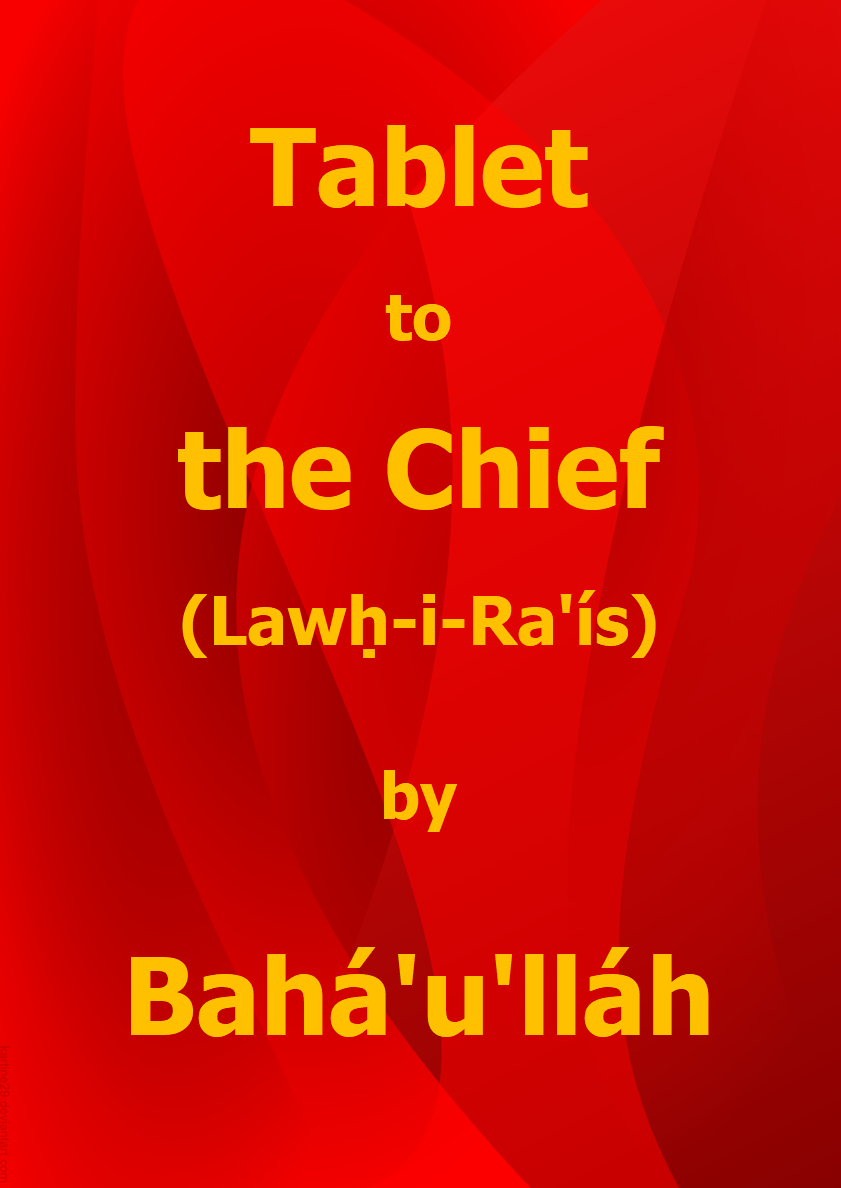 Tablet
to
the Chief
(Lawḥ-i-Ra'ís)
by
Bahá'u'lláh